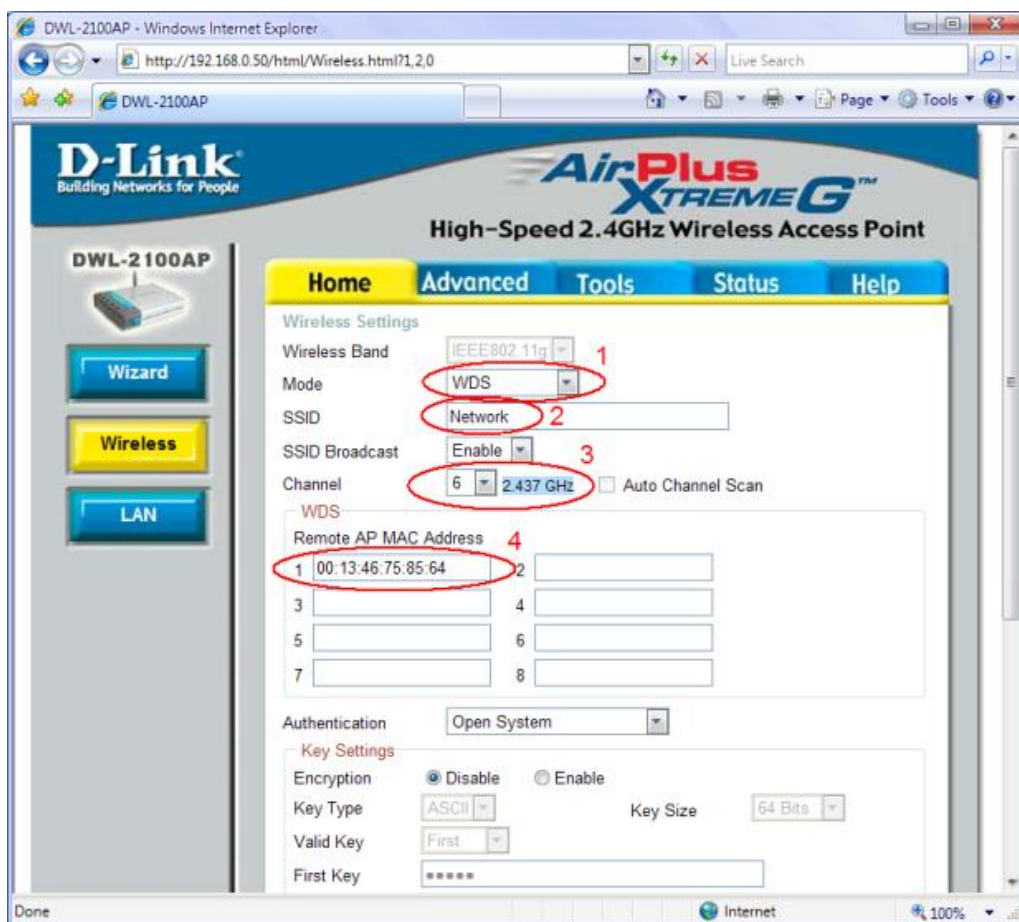 DWL-2100AP - Windows Internet Explorer
http://192.168.0.50/html/Wireless.html?1,2,0
Live Search
DWL-2100AP
Page
Tools
D-Link
Building Networks for People
AirPlus
XTREME G™
High-Speed 2.4GHz Wireless Access Point
DWL-2100AP
Home Advanced Tools Status Help
Wizard
Wireless
LAN
Wireless Settings
Wireless Band IEEE802.11g 1
Mode WDS
SSID Network 2
SSID Broadcast Enable 3
Channel 6 2.437 GHz Auto Channel Scan
WDS
Remote AP MAC Address 4
1 00:13:46:75:85:64 2
3 4
5 6
7 8
Authentication Open System
Key Settings
Encryption Disable Enable
Key Type ASCII Key Size 64 Bits
Valid Key First
First Key •••••
Done Internet 100%